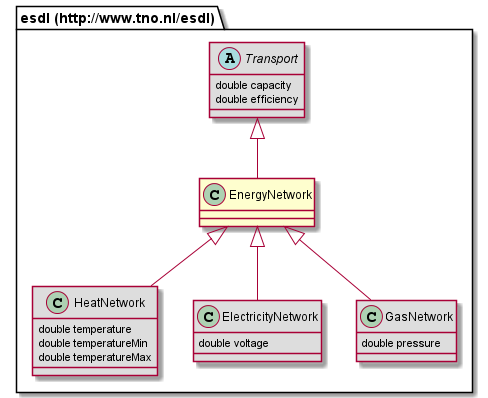 esdl (http://www.tno.nl/esdl)
A Transport
double capacity
double efficiency
C EnergyNetwork
C HeatNetwork
double temperature
double temperatureMin
double temperatureMax
C ElectricityNetwork
double voltage
C GasNetwork
double pressure